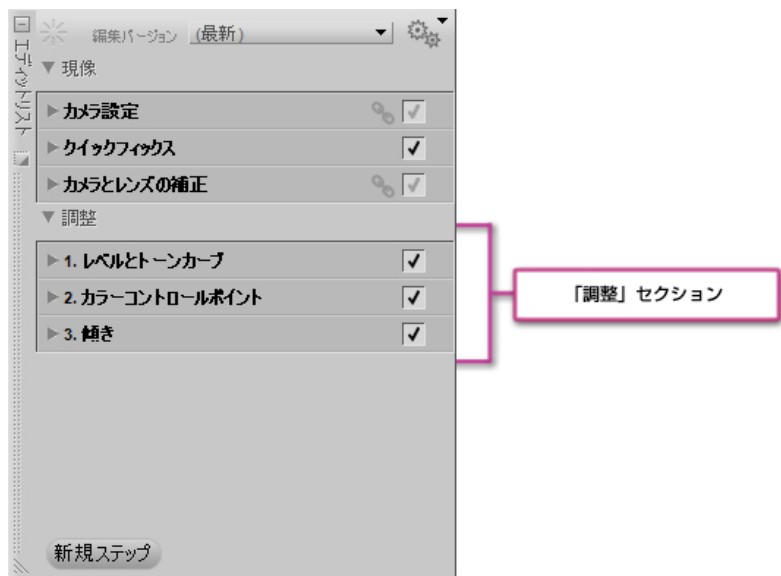 エディットリスト
編集バージョン (最新)
現像
カメラ設定
クイックフィックス
カメラとレンズの補正
調整
1. レベルとトーンカーブ
2. カラーコントロールポイント
3. 傾き
「調整」セクション
新規ステップ